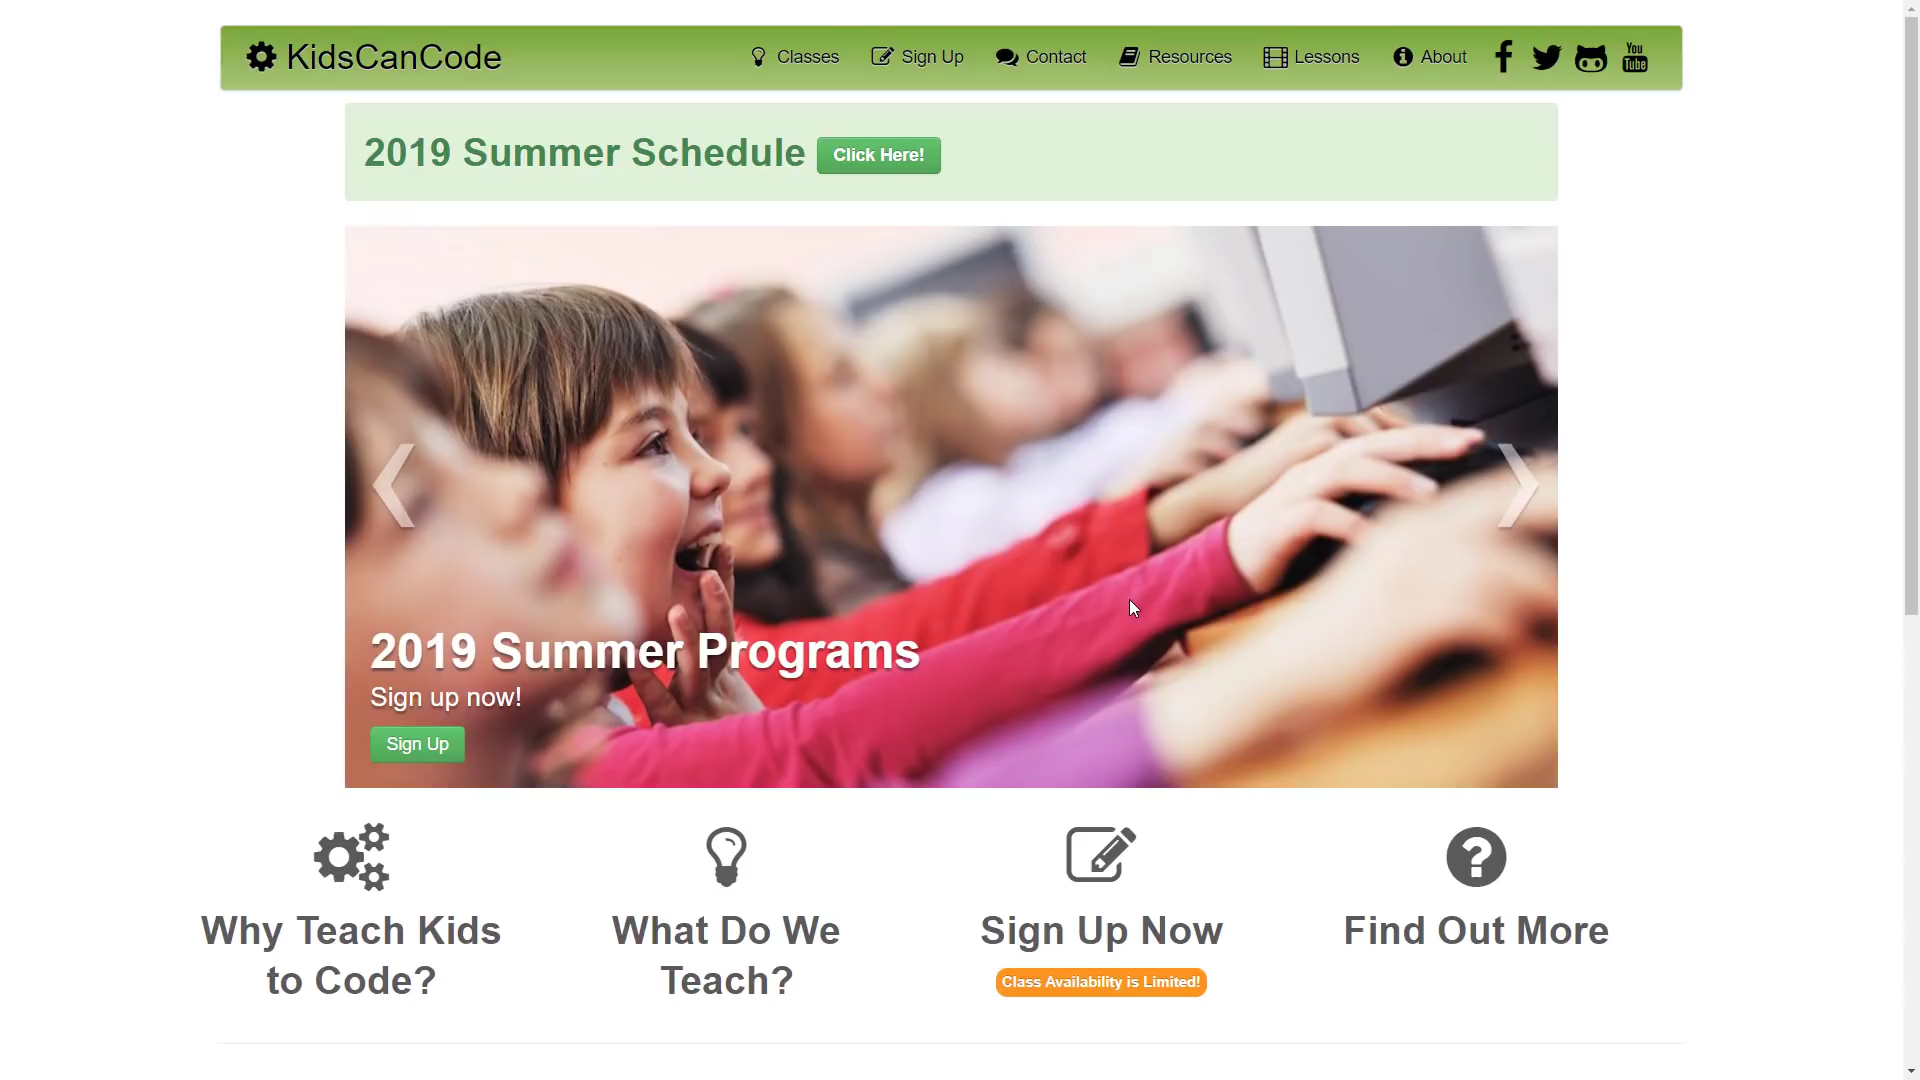 KidsCanCode
Classes
Sign Up
Contact
Resources
Lessons
About
You
Tube
2019 Summer Schedule
Click Here!
2019 Summer Programs
Sign up now!
Sign Up
Why Teach Kids
to Code?
What Do We
Teach?
Sign Up Now
Class Availability is Limited!
Find Out More